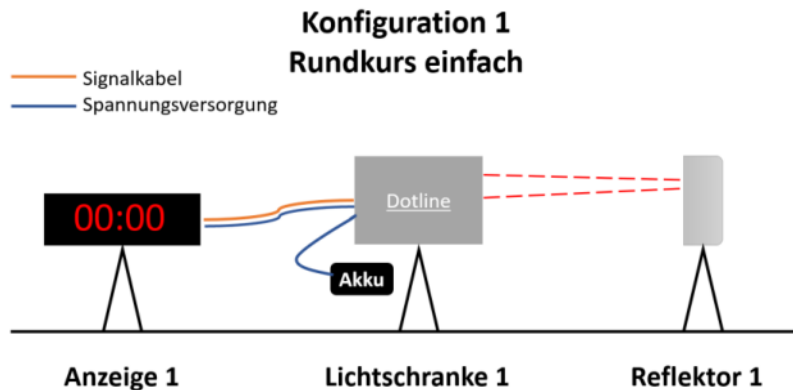 Konfiguration 1
Rundkurs einfach
Signalkabel
Spannungsversorgung
00:00
Dotline
Akku
Anzeige 1
Lichtschranke 1
Reflektor 1